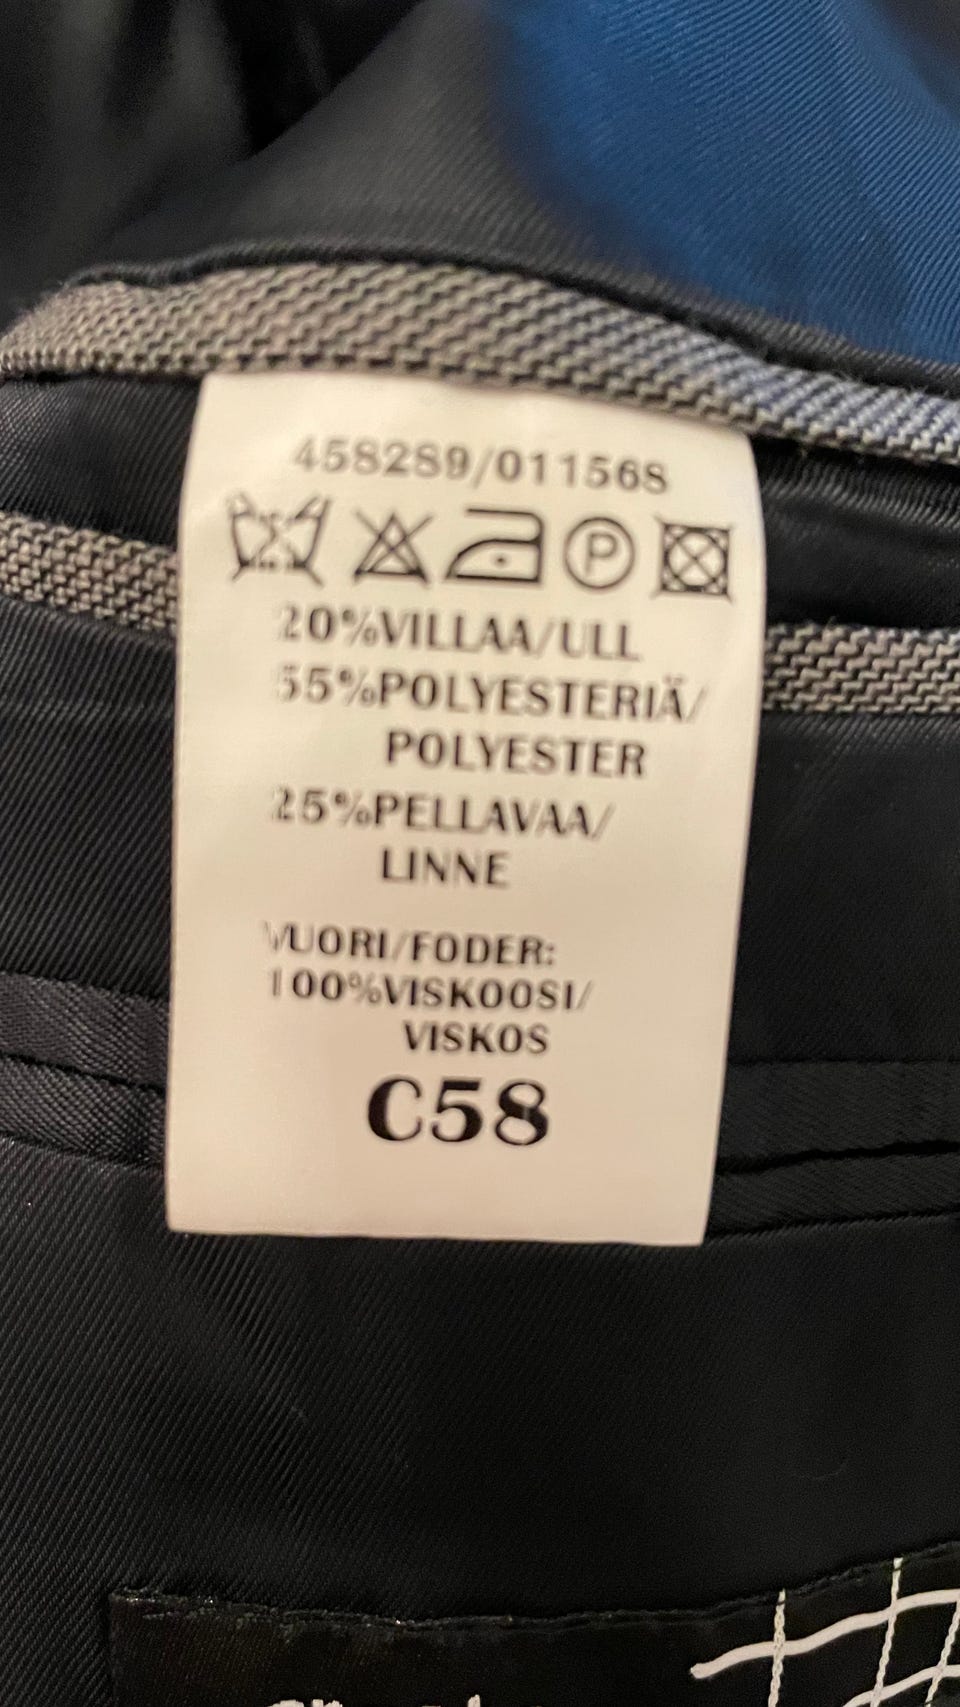 458289/011568
P
20%VILLAA/ULL
55%POLYESTERIÄ/
POLYESTER
25%PELLAVAA/
LINNE
VUORI/FODER:
100%VISKOOSI/
VISKOS
C58